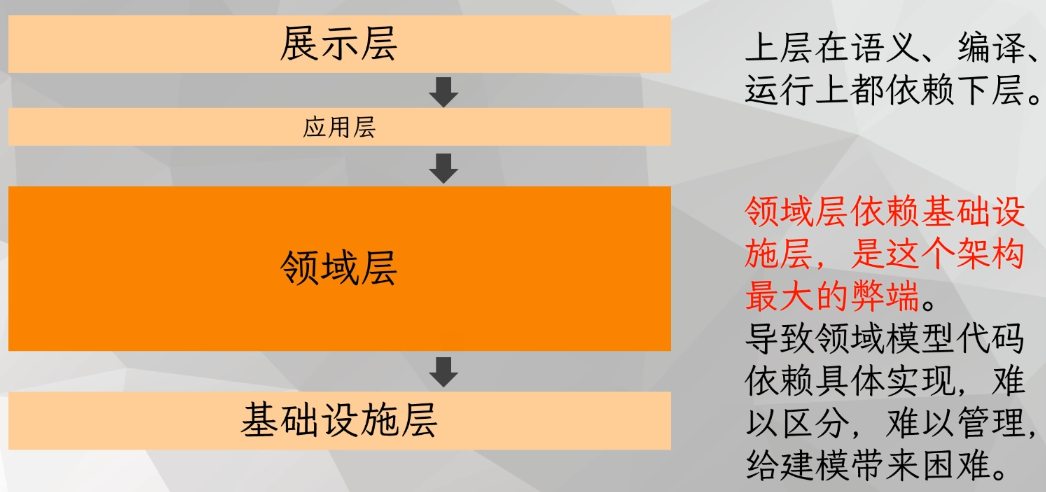 展示层
应用层
领域层
基础设施层
上层在语义、编译、
运行上都依赖下层。
领域层依赖基础设
施层，是这个架构
最大的弊端。
导致领域模型代码
依赖具体实现，难
以区分，难以管理，
给建模带来困难。